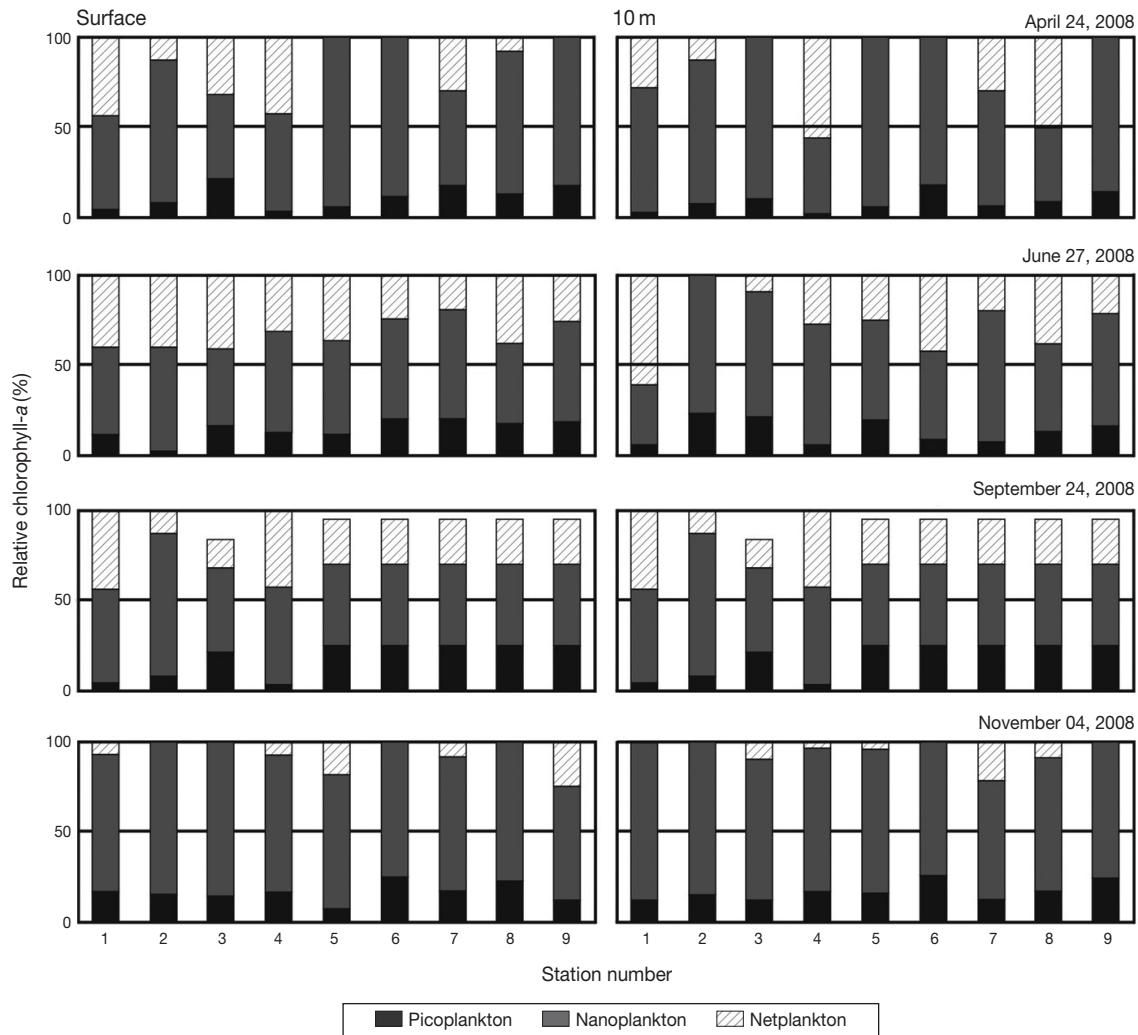 Surface
10 m
April 24, 2008
100
50
0
June 27, 2008
100
50
0
September 24, 2008
100
50
0
November 04, 2008
100
50
0
Relative chlorophyll-a (%)
1 2 3 4 5 6 7 8 9
1 2 3 4 5 6 7 8 9
Station number
Picoplankton Nanoplankton Netplankton